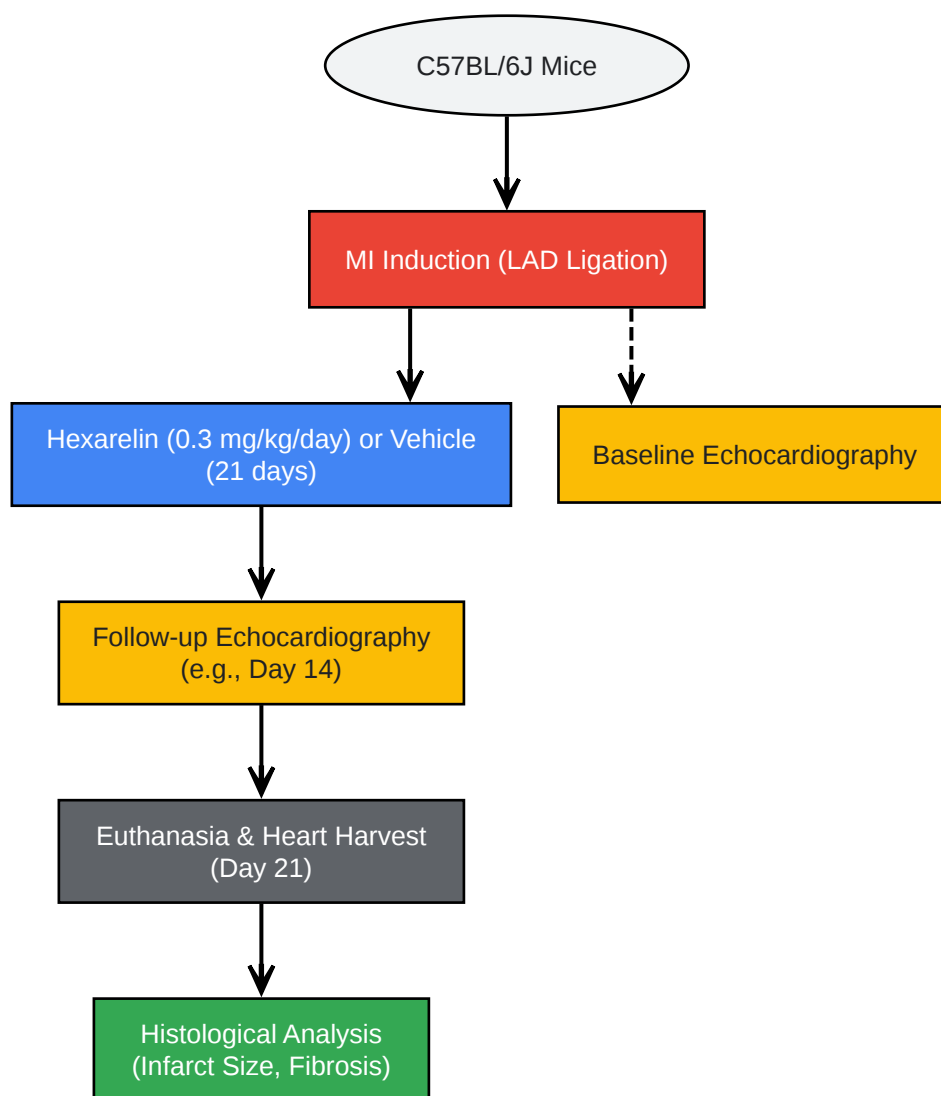 C57BL/6J Mice
MI Induction (LAD Ligation)
Hexarelin (0.3 mg/kg/day) or Vehicle
(21 days)
Baseline Echocardiography
Follow-up Echocardiography
(e.g., Day 14)
Euthanasia & Heart Harvest
(Day 21)
Histological Analysis
(Infarct Size, Fibrosis)